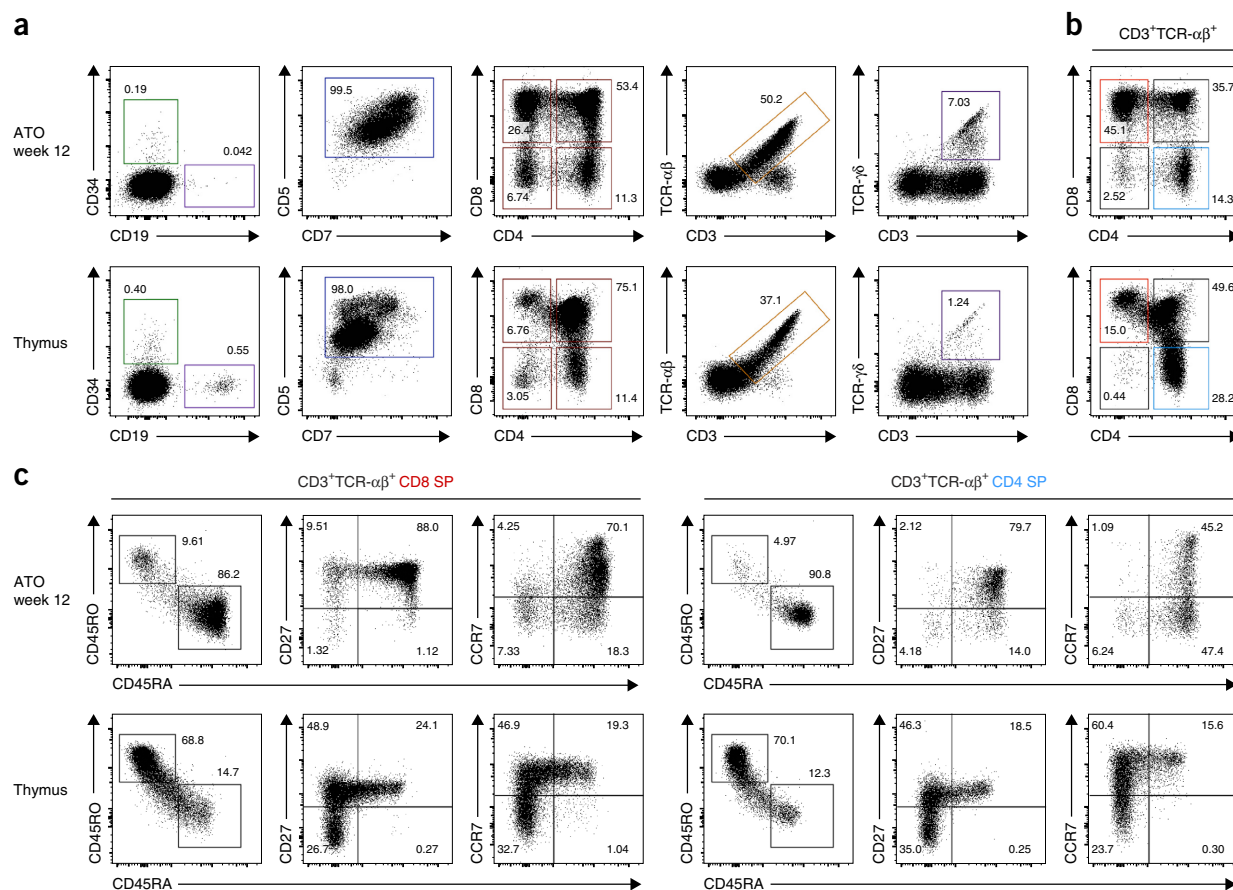 a
b
CD3+TCR-αβ+
ATO
week 12
0.19
0.042
CD34
CD19
99.5
CD5
CD7
53.4
26.4
6.74
11.3
CD8
CD4
50.2
TCR-αβ
CD3
7.03
TCR-γδ
CD3
35.7
45.1
2.52
14.3
CD8
CD4
Thymus
0.40
0.55
CD34
CD19
98.0
CD5
CD7
75.1
6.76
3.05
11.4
CD8
CD4
37.1
TCR-αβ
CD3
1.24
TCR-γδ
CD3
49.6
15.0
0.44
28.2
CD8
CD4
c
CD3+TCR-αβ+ CD8 SP
CD3+TCR-αβ+ CD4 SP
ATO
week 12
9.61
86.2
CD45RO
9.51
88.0
1.32
1.12
CD27
4.25
70.1
7.33
18.3
CCR7
CD45RA
4.97
90.8
CD45RO
2.12
79.7
4.18
14.0
CD27
1.09
45.2
6.24
47.4
CCR7
CD45RA
Thymus
68.8
14.7
CD45RO
48.9
24.1
26.7
0.27
CD27
46.9
19.3
32.7
1.04
CCR7
CD45RA
70.1
12.3
CD45RO
46.3
18.5
35.0
0.25
CD27
60.4
15.6
23.7
0.30
CCR7
CD45RA